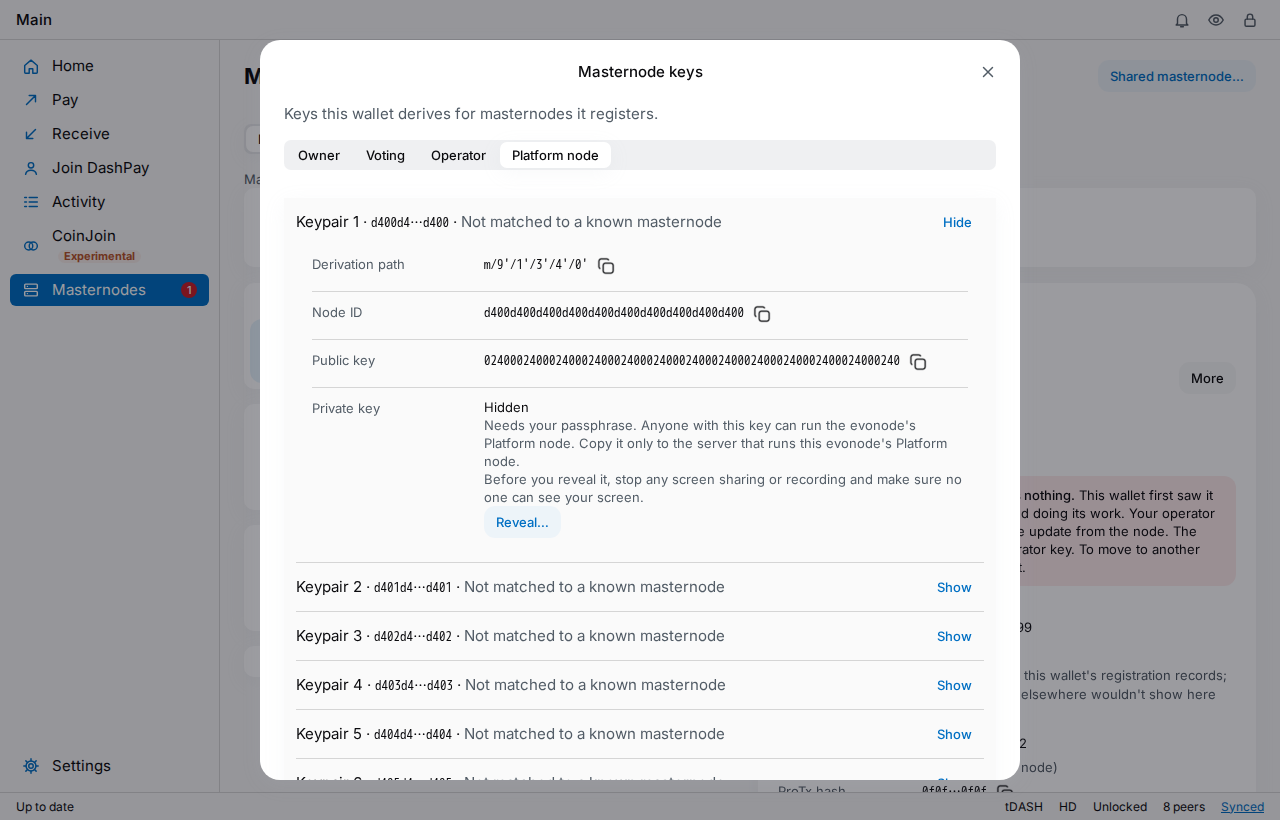 Main
Home
Pay
Receive
Join DashPay
Activity
CoinJoin
Experimental
Masternodes
1
Settings
Shared masternode...
More
nothing. This wallet first saw it
d doing its work. Your operator
update from the node. The
operator key. To move to another
this wallet's registration records;
elsewhere wouldn't show here
node)
ProTx hash
0f0f…0f0f
Masternode keys
Keys this wallet derives for masternodes it registers.
Owner Voting Operator Platform node
Keypair 1 · d400d4…d400 · Not matched to a known masternode Hide
Derivation path m/9'/1'/3'/4'/0'
Node ID d400d400d400d400d400d400d400d400d400d400
Public key 0240002400024000240002400024000240002400024000240002400024000240
Private key Hidden
Needs your passphrase. Anyone with this key can run the evonode's
Platform node. Copy it only to the server that runs this evonode's Platform
node.
Before you reveal it, stop any screen sharing or recording and make sure no
one can see your screen.
Reveal...
Keypair 2 · d401d4…d401 · Not matched to a known masternode Show
Keypair 3 · d402d4…d402 · Not matched to a known masternode Show
Keypair 4 · d403d4…d403 · Not matched to a known masternode Show
Keypair 5 · d404d4…d404 · Not matched to a known masternode Show
Up to date
tDASH HD Unlocked 8 peers Synced